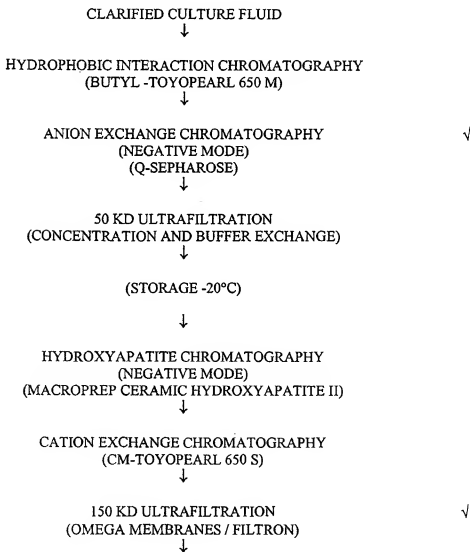 CLARIFIED CULTURE FLUID
↓
HYDROPHOBIC INTERACTION CHROMATOGRAPHY
(BUTYL -TOYOPEARL 650 M)
↓
ANION EXCHANGE CHROMATOGRAPHY √
(NEGATIVE MODE)
(Q-SEPHAROSE)
↓
50 KD ULTRAFILTRATION
(CONCENTRATION AND BUFFER EXCHANGE)
↓
(STORAGE -20°C)
↓
HYDROXYAPATITE CHROMATOGRAPHY
(NEGATIVE MODE)
(MACROPREP CERAMIC HYDROXYAPATITE II)
↓
CATION EXCHANGE CHROMATOGRAPHY
(CM-TOYOPEARL 650 S)
↓
150 KD ULTRAFILTRATION √
(OMEGA MEMBRANES / FILTRON)
↓